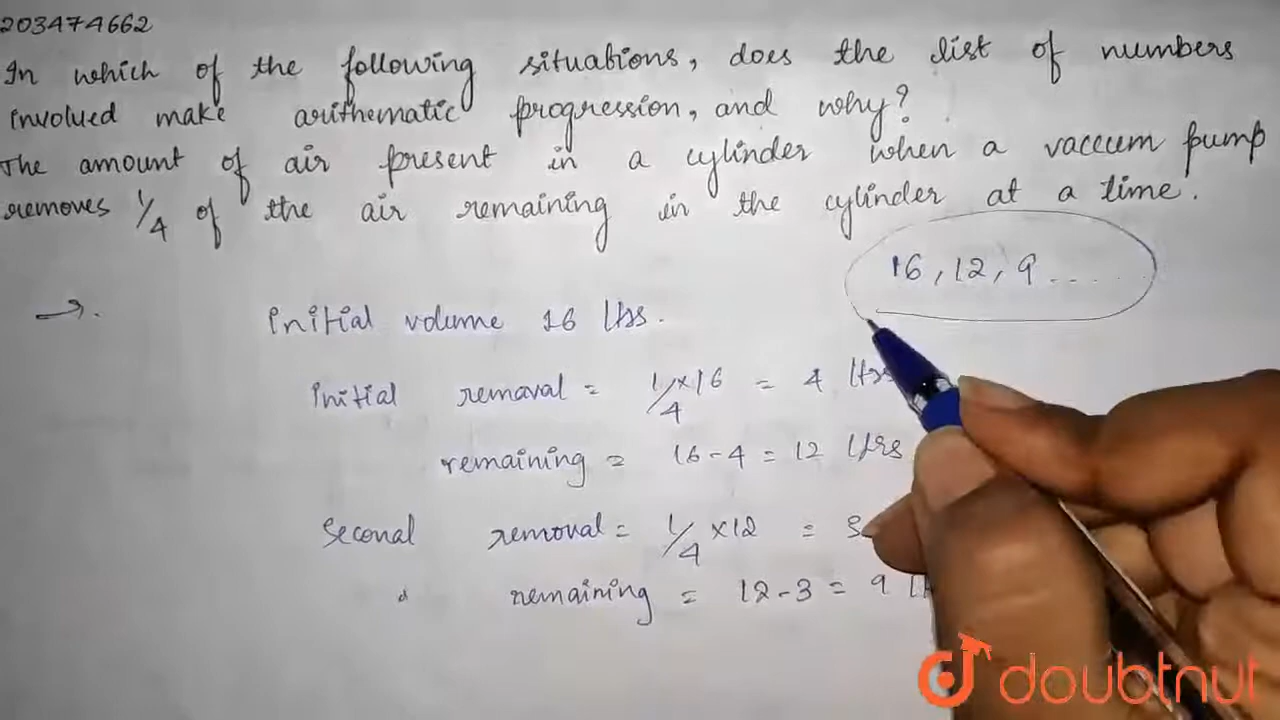 203474662
In which of the following situations, does the list of numbers
involved make arithematic progression, and why?
The amount of air present in a cylinder when a vaccum pump
removes 1/4 of the air remaining in the cylinder at a time.
16, 12, 9 ....
→. Initial volume 16 ltrs.
Initial removal = 1/4 × 16 = 4 ltrs
remaining = 16 - 4 = 12 ltrs
Second removal = 1/4 × 12 =
remaining = 12 - 3 = 9
doubtnut